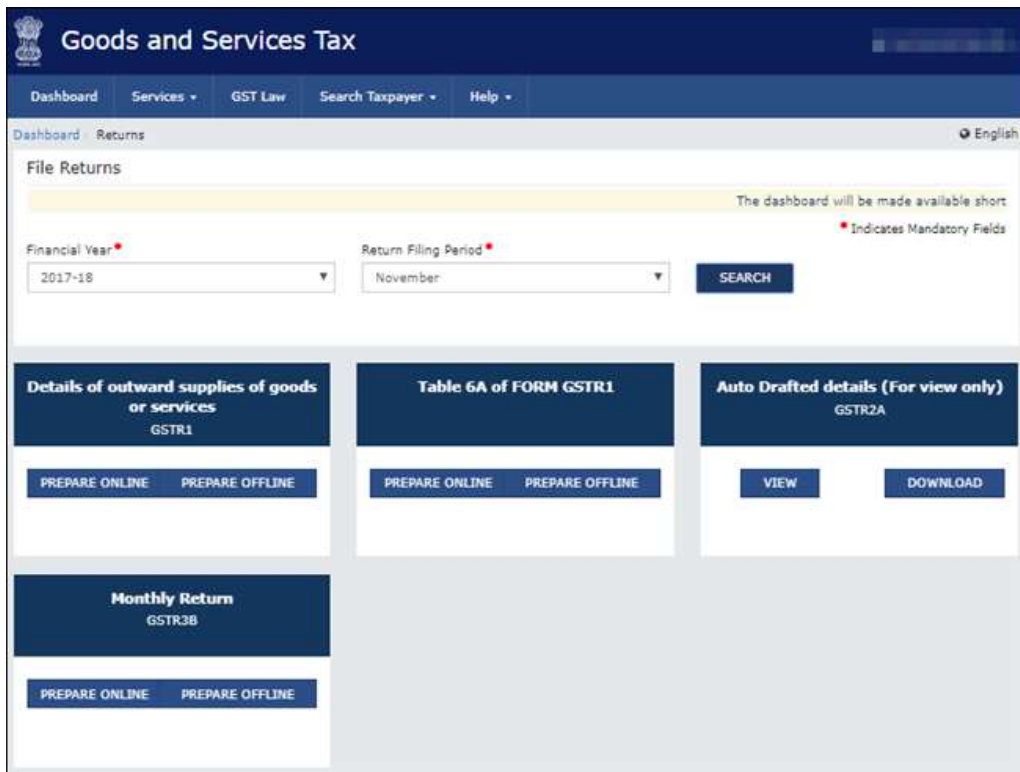 Goods and Services Tax
Dashboard Services GST Law Search Taxpayer Help
Dashboard Returns English
File Returns
The dashboard will be made available short
• Indicates Mandatory Fields
Financial Year• Return Filing Period•
2017-18 November SEARCH
Details of outward supplies of goods
or services
GSTR1
PREPARE ONLINE PREPARE OFFLINE
Table 6A of FORM GSTR1
PREPARE ONLINE PREPARE OFFLINE
Auto Drafted details (For view only)
GSTR2A
VIEW DOWNLOAD
Monthly Return
GSTR3B
PREPARE ONLINE PREPARE OFFLINE